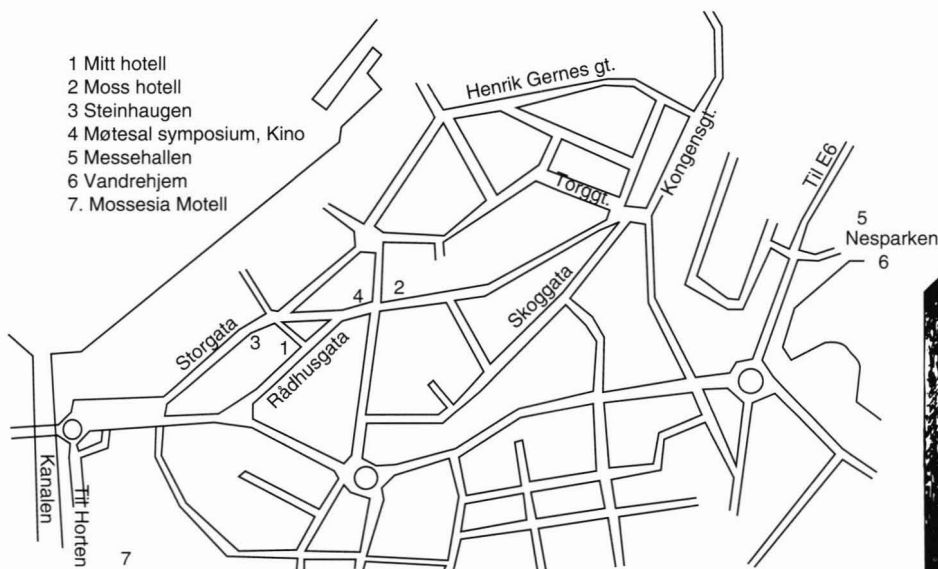 1 Mitt hotell
2 Moss hotell
3 Steinhaugen
4 Møtesal symposium, Kino
5 Messehallen
6 Vandrehjem
7. Mossesia Motell
Henrik Gernes gt.
Kongensgt.
Torggt.
Til E6
5
Nesparken
6
Skoggata
4
2
Storgata
3
1
Rådhusgata
Kanalen
Tit Horten
7